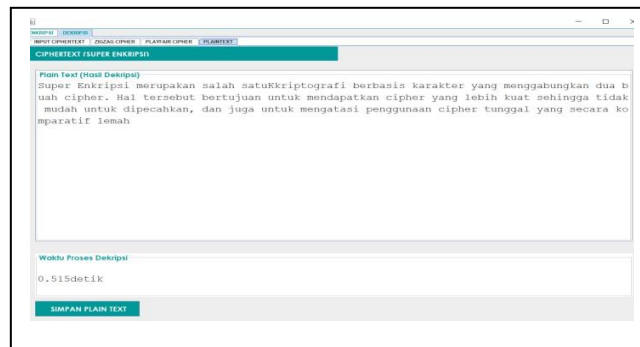 ENKRIPSI DEKRIPSI
INPUT CIPHERTEXT ZIGZAG CIPHER PLAYFAIR CIPHER PLAINTEXT
CIPHERTEXT (SUPER ENKRIPSI)
Plain Text (Hasil Dekripsi)
Super Enkripsi merupakan salah satuKkriptografi berbasis karakter yang menggabungkan dua b
uah cipher. Hal tersebut bertujuan untuk mendapatkan cipher yang lebih kuat sehingga tidak
mudah untuk dipecahkan, dan juga untuk mengatasi penggunaan cipher tunggal yang secara ko
mparatif lemah
Waktu Proses Dekripsi
0.515detik
SIMPAN PLAIN TEXT